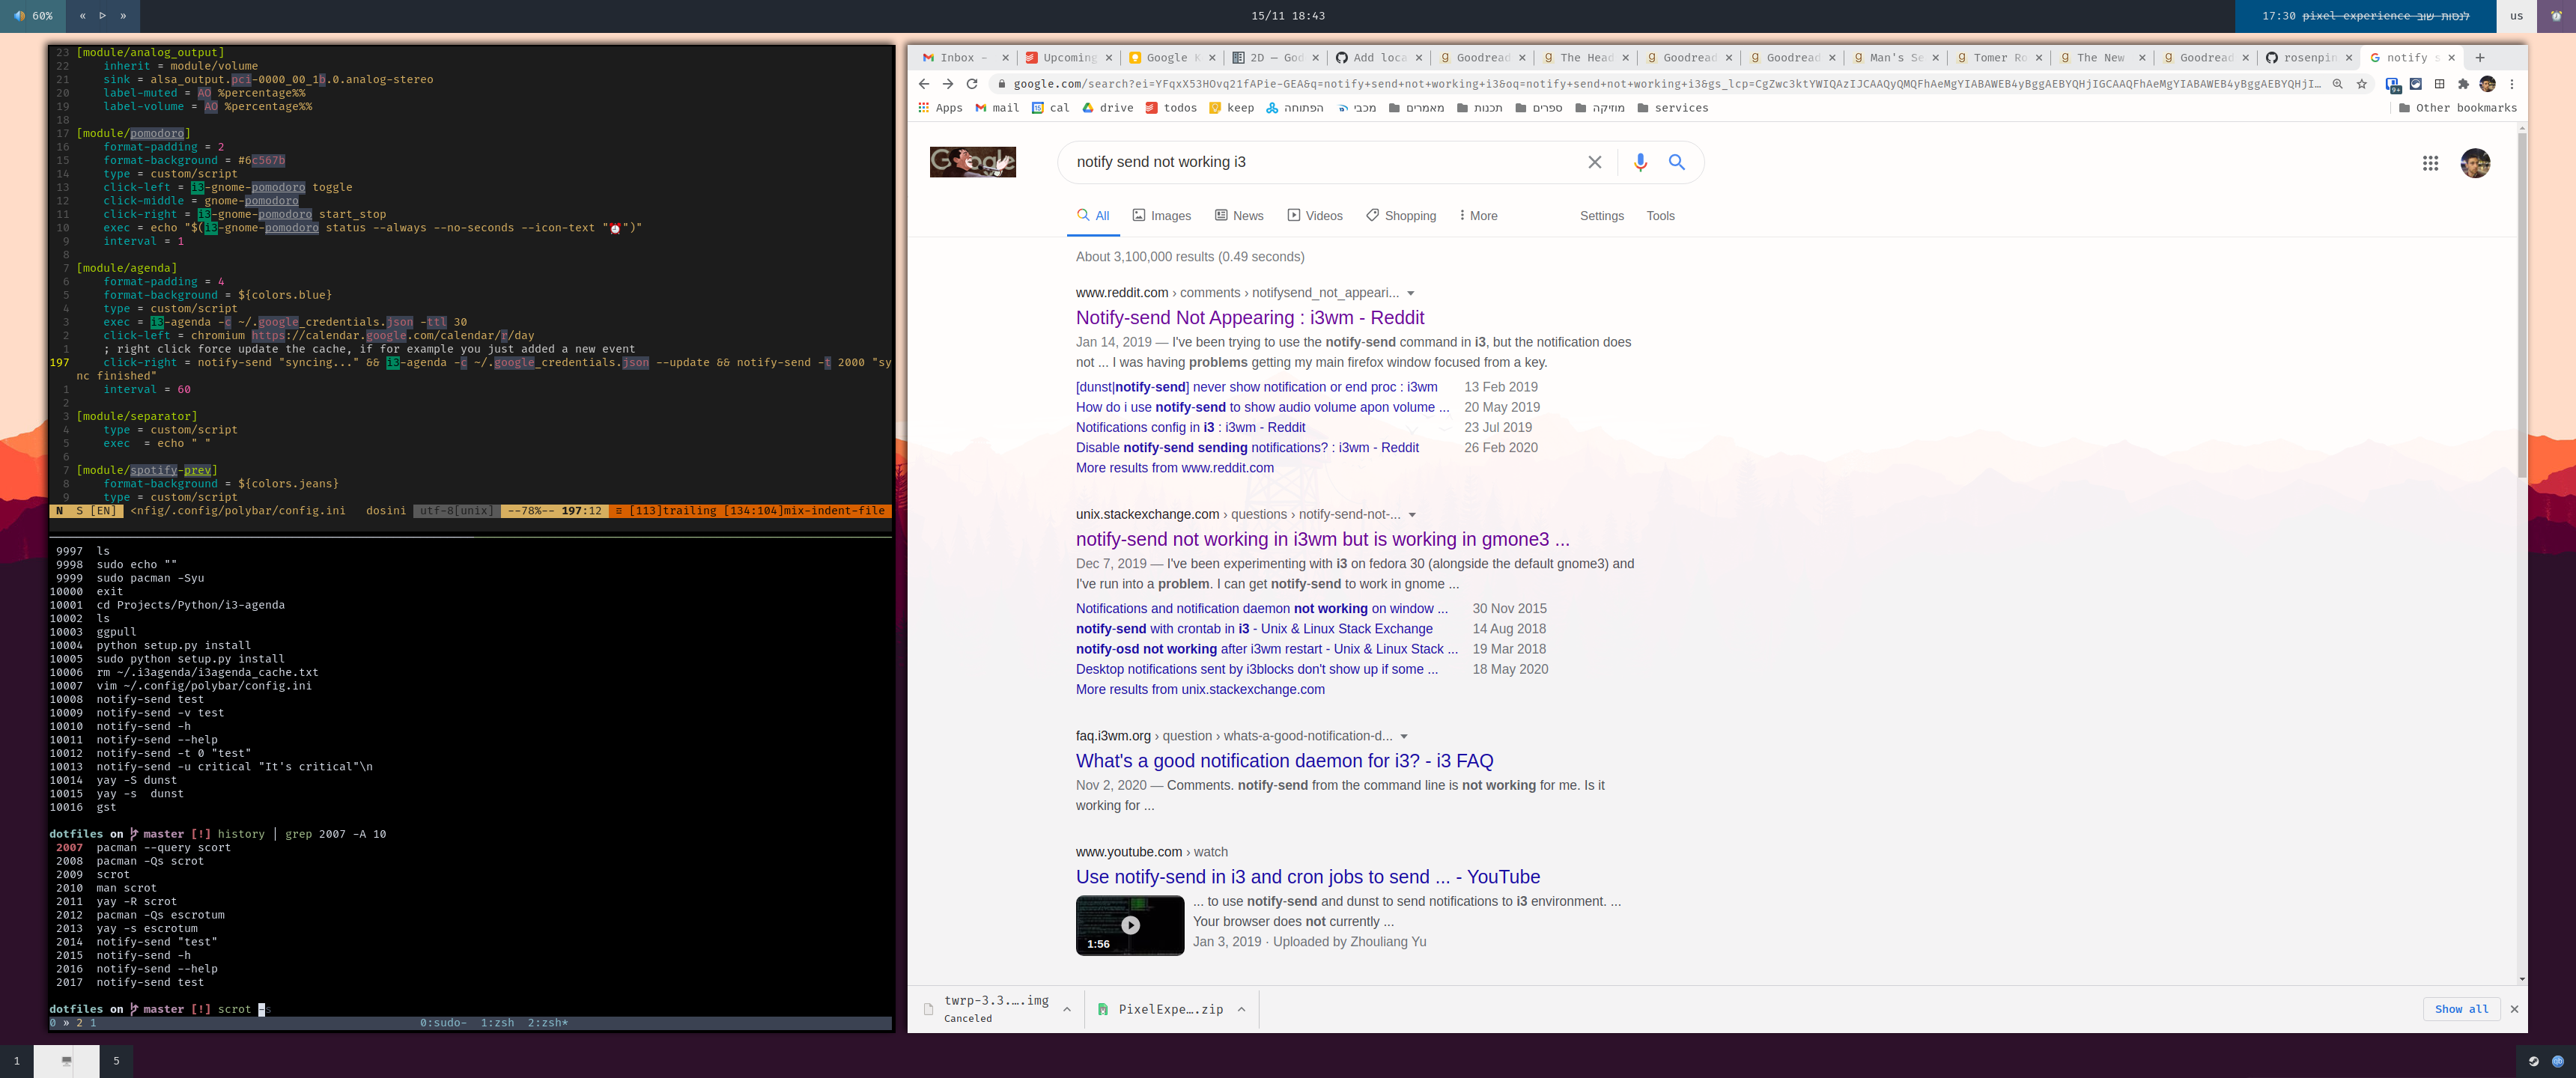 60% « ▷ » 15/11 18:43 17:30 pixel experience לנסות שוב us
23 [module/analog_output]
22 inherit = module/volume
21 sink = alsa_output.pci-0000_00_1b.0.analog-stereo
20 label-muted = AO %percentage%%
19 label-volume = AO %percentage%%
18
17 [module/pomodoro]
16 format-padding = 2
15 format-background = #6c567b
14 type = custom/script
13 click-left = i3-gnome-pomodoro toggle
12 click-middle = gnome-pomodoro
11 click-right = i3-gnome-pomodoro start_stop
10 exec = echo "$(i3-gnome-pomodoro status --always --no-seconds --icon-text "⏰")"
9 interval = 1
8
7 [module/agenda]
6 format-padding = 4
5 format-background = ${colors.blue}
4 type = custom/script
3 exec = i3-agenda -c ~/.google_credentials.json -ttl 30
2 click-left = chromium https://calendar.google.com/calendar/r/day
1 ; right click force update the cache, if for example you just added a new event
197 click-right = notify-send "syncing..." && i3-agenda -c ~/.google_credentials.json --update && notify-send -t 2000 "sy
nc finished"
1 interval = 60
2
3 [module/separator]
4 type = custom/script
5 exec = echo " "
6
7 [module/spotify-prev]
8 format-background = ${colors.jeans}
9 type = custom/script
N S [EN] <nfig/.config/polybar/config.ini dosini utf-8[unix] --78%-- 197:12 ≡ [113]trailing [134:104]mix-indent-file
9997 ls
9998 sudo echo ""
9999 sudo pacman -Syu
10000 exit
10001 cd Projects/Python/i3-agenda
10002 ls
10003 ggpull
10004 python setup.py install
10005 sudo python setup.py install
10006 rm ~/.i3agenda/i3agenda_cache.txt
10007 vim ~/.config/polybar/config.ini
10008 notify-send test
10009 notify-send -v test
10010 notify-send -h
10011 notify-send --help
10012 notify-send -t 0 "test"
10013 notify-send -u critical "It's critical"\n
10014 yay -S dunst
10015 yay -s dunst
10016 gst
dotfiles on master [!] history | grep 2007 -A 10
2007 pacman --query scort
2008 pacman -Qs scrot
2009 scrot
2010 man scrot
2011 yay -R scrot
2012 pacman -Qs escrotum
2013 yay -s escrotum
2014 notify-send "test"
2015 notify-send -h
2016 notify-send --help
2017 notify-send test
dotfiles on master [!] scrot -s
0 » 2 1 0:sudo- 1:zsh 2:zsh*
Inbox - Upcoming Google K 2D — God Add loca Goodread The Head Goodread Goodread Man's Se Tomer Ro The New Goodread rosenpin notify s
google.com/search?ei=YFqxX53HOvq21fAPie-GEA&q=notify+send+not+working+i3&oq=notify+send+not+working+i3&gs_lcp=CgZwc3ktYWIQAzIJCAAQyQMQFhAeMgYIABAWEB4yBggAEBYQHjIGCAAQFhAeMgYIABAWEB4yBggAEBYQHjI...
Apps mail cal drive todos keep הפתוחה מכבי מאמרים תכנות ספרים מוזיקה services Other bookmarks
Google
notify send not working i3
All Images News Videos Shopping More Settings Tools
About 3,100,000 results (0.49 seconds)
www.reddit.com › comments › notifysend_not_appeari...
Notify-send Not Appearing : i3wm - Reddit
Jan 14, 2019 — I've been trying to use the notify-send command in i3, but the notification does
not ... I was having problems getting my main firefox window focused from a key.
[dunst|notify-send] never show notification or end proc : i3wm 13 Feb 2019
How do i use notify-send to show audio volume apon volume ... 20 May 2019
Notifications config in i3 : i3wm - Reddit 23 Jul 2019
Disable notify-send sending notifications? : i3wm - Reddit 26 Feb 2020
More results from www.reddit.com
unix.stackexchange.com › questions › notify-send-not-...
notify-send not working in i3wm but is working in gmone3 ...
Dec 7, 2019 — I've been experimenting with i3 on fedora 30 (alongside the default gnome3) and
I've run into a problem. I can get notify-send to work in gnome ...
Notifications and notification daemon not working on window ... 30 Nov 2015
notify-send with crontab in i3 - Unix & Linux Stack Exchange 14 Aug 2018
notify-osd not working after i3wm restart - Unix & Linux Stack ... 19 Mar 2018
Desktop notifications sent by i3blocks don't show up if some ... 18 May 2020
More results from unix.stackexchange.com
faq.i3wm.org › question › whats-a-good-notification-d...
What's a good notification daemon for i3? - i3 FAQ
Nov 2, 2020 — Comments. notify-send from the command line is not working for me. Is it
working for ...
www.youtube.com › watch
Use notify-send in i3 and cron jobs to send ... - YouTube
... to use notify-send and dunst to send notifications to i3 environment. ...
Your browser does not currently ...
1:56
Jan 3, 2019 · Uploaded by Zhouliang Yu
twrp-3.3....img
Canceled
PixelExpe….zip
Show all
1 5